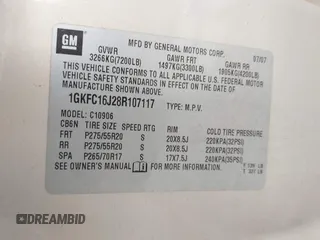 GM
MFD BY GENERAL MOTORS CORP. 07/07
GVWR GAWR FRT GAWR RR
3266KG(7200LB) 1497KG(3300LB) 1905KG(4200LB)
THIS VEHICLE CONFORMS TO ALL APPLICABLE U.S. FEDERAL
MOTOR VEHICLE SAFETY AND THEFT PREVENTION
STANDARDS IN EFFECT ON THE DATE OF
MANUFACTURE SHOWN ABOVE.
1GKFC16J28R107117 TYPE: M.P.V.
MODEL: C10906
CB6N TIRE SIZE SPEED RTG RIM COLD TIRE PRESSURE
FRT P275/55R20 S 20X8.5J 220KPA(32PSI)
RR P275/55R20 S 20X8.5J 220KPA(32PSI)
SPA P265/70R17 S 17X7.5J 240KPA(35PSI)
SEE OWNER'S MANUAL FOR MORE INFORMATION.
DREAMBID